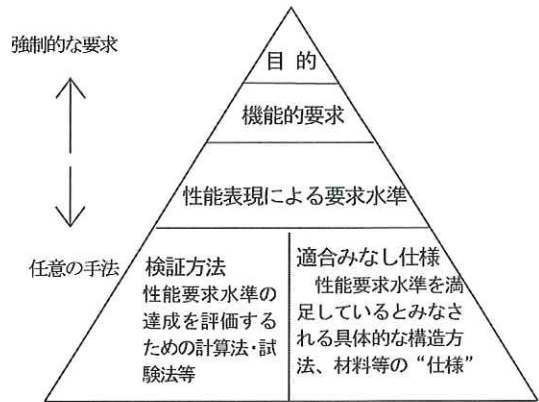 強制的な要求
目的
機能的要求
性能表現による要求水準
任意の手法
検証方法
性能要求水準の
達成を評価する
ための計算法・試
験法等
適合みなし仕様
性能要求水準を満
足しているとみなさ
れる具体的な構造方
法、材料等の“仕様”